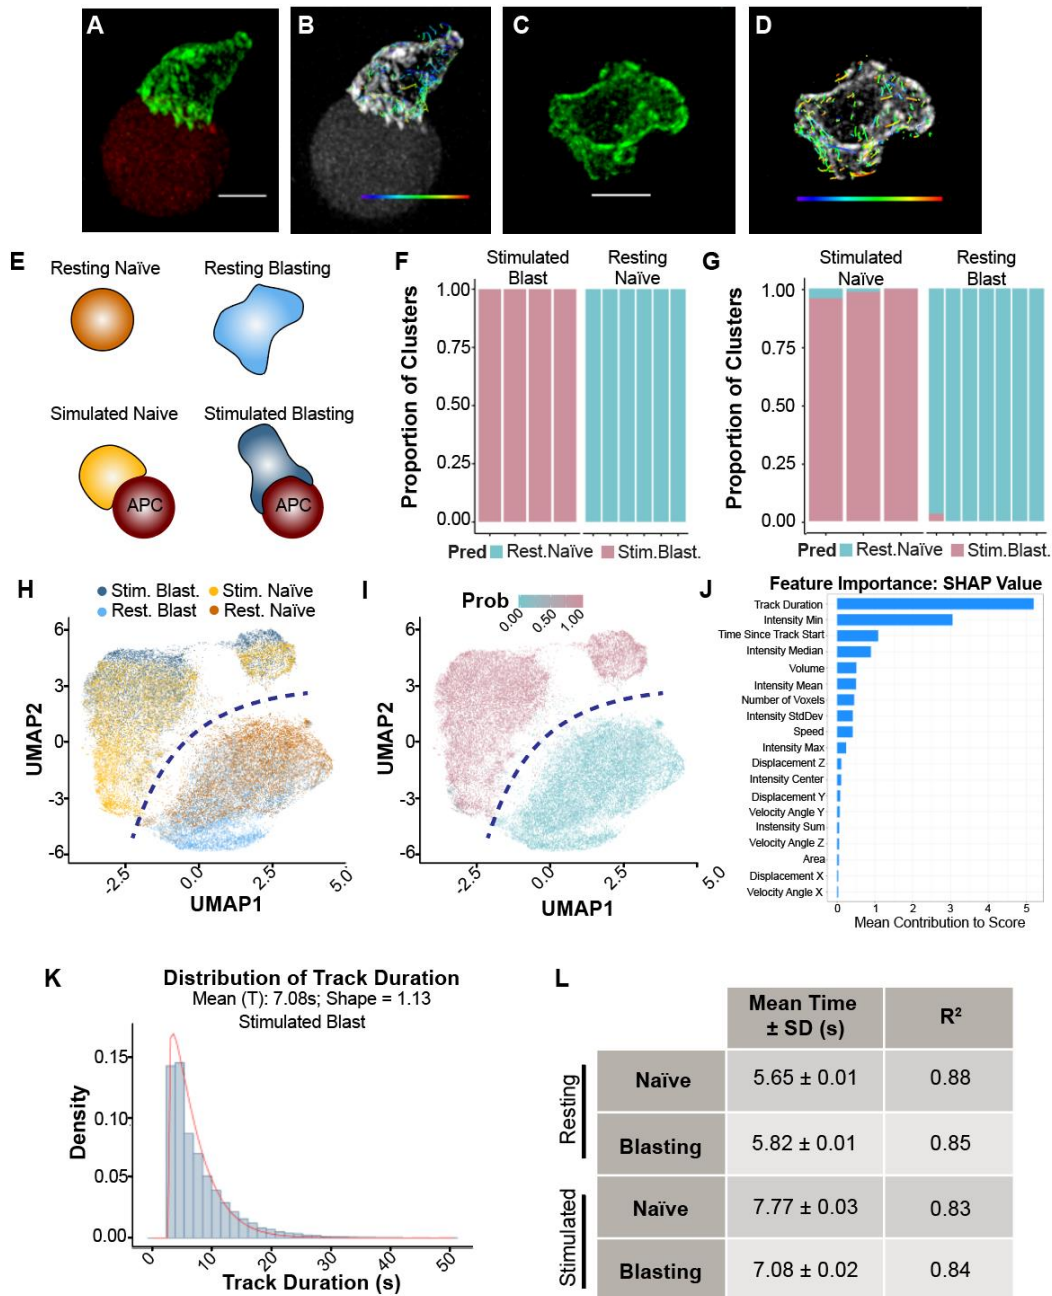 A
B
C
D
E
Resting Naïve
Resting Blasting
Simulated Naive
Stimulated Blasting
APC
APC
F
Stimulated Blast
Resting Naïve
1.00
0.75
0.50
0.25
0.00
Proportion of Clusters
Pred Rest.Naïve Stim.Blast.
G
Stimulated Naïve
Resting Blast
1.00
0.75
0.50
0.25
0.00
Proportion of Clusters
Pred Rest.Naïve Stim.Blast.
H
Stim. Blast. Stim. Naïve
Rest. Blast Rest. Naïve
UMAP2
6
3
0
-3
-6
-2.5
0.0
2.5
5.0
UMAP1
I
Prob
0.00
0.50
1.00
UMAP2
6
3
0
-3
-6
-2.5
0.0
2.5
5.0
UMAP1
J
Feature Importance: SHAP Value
Track Duration
Intensity Min
Time Since Track Start
Intensity Median
Volume
Intensity Mean
Number of Voxels
Intensity StdDev
Speed
Intensity Max
Displacement Z
Intensity Center
Displacement Y
Velocity Angle Y
Instensity Sum
Velocity Angle Z
Area
Displacement X
Velocity Angle X
0 1 2 3 4 5
Mean Contribution to Score
K
Distribution of Track Duration
Mean (T): 7.08s; Shape = 1.13
Stimulated Blast
Density
0.15
0.10
0.05
0.00
0
10
20
30
40
50
Track Duration (s)
L
Mean Time ± SD (s)
R²
Resting
Naïve 5.65 ± 0.01 0.88
Blasting 5.82 ± 0.01 0.85
Stimulated
Naïve 7.77 ± 0.03 0.83
Blasting 7.08 ± 0.02 0.84